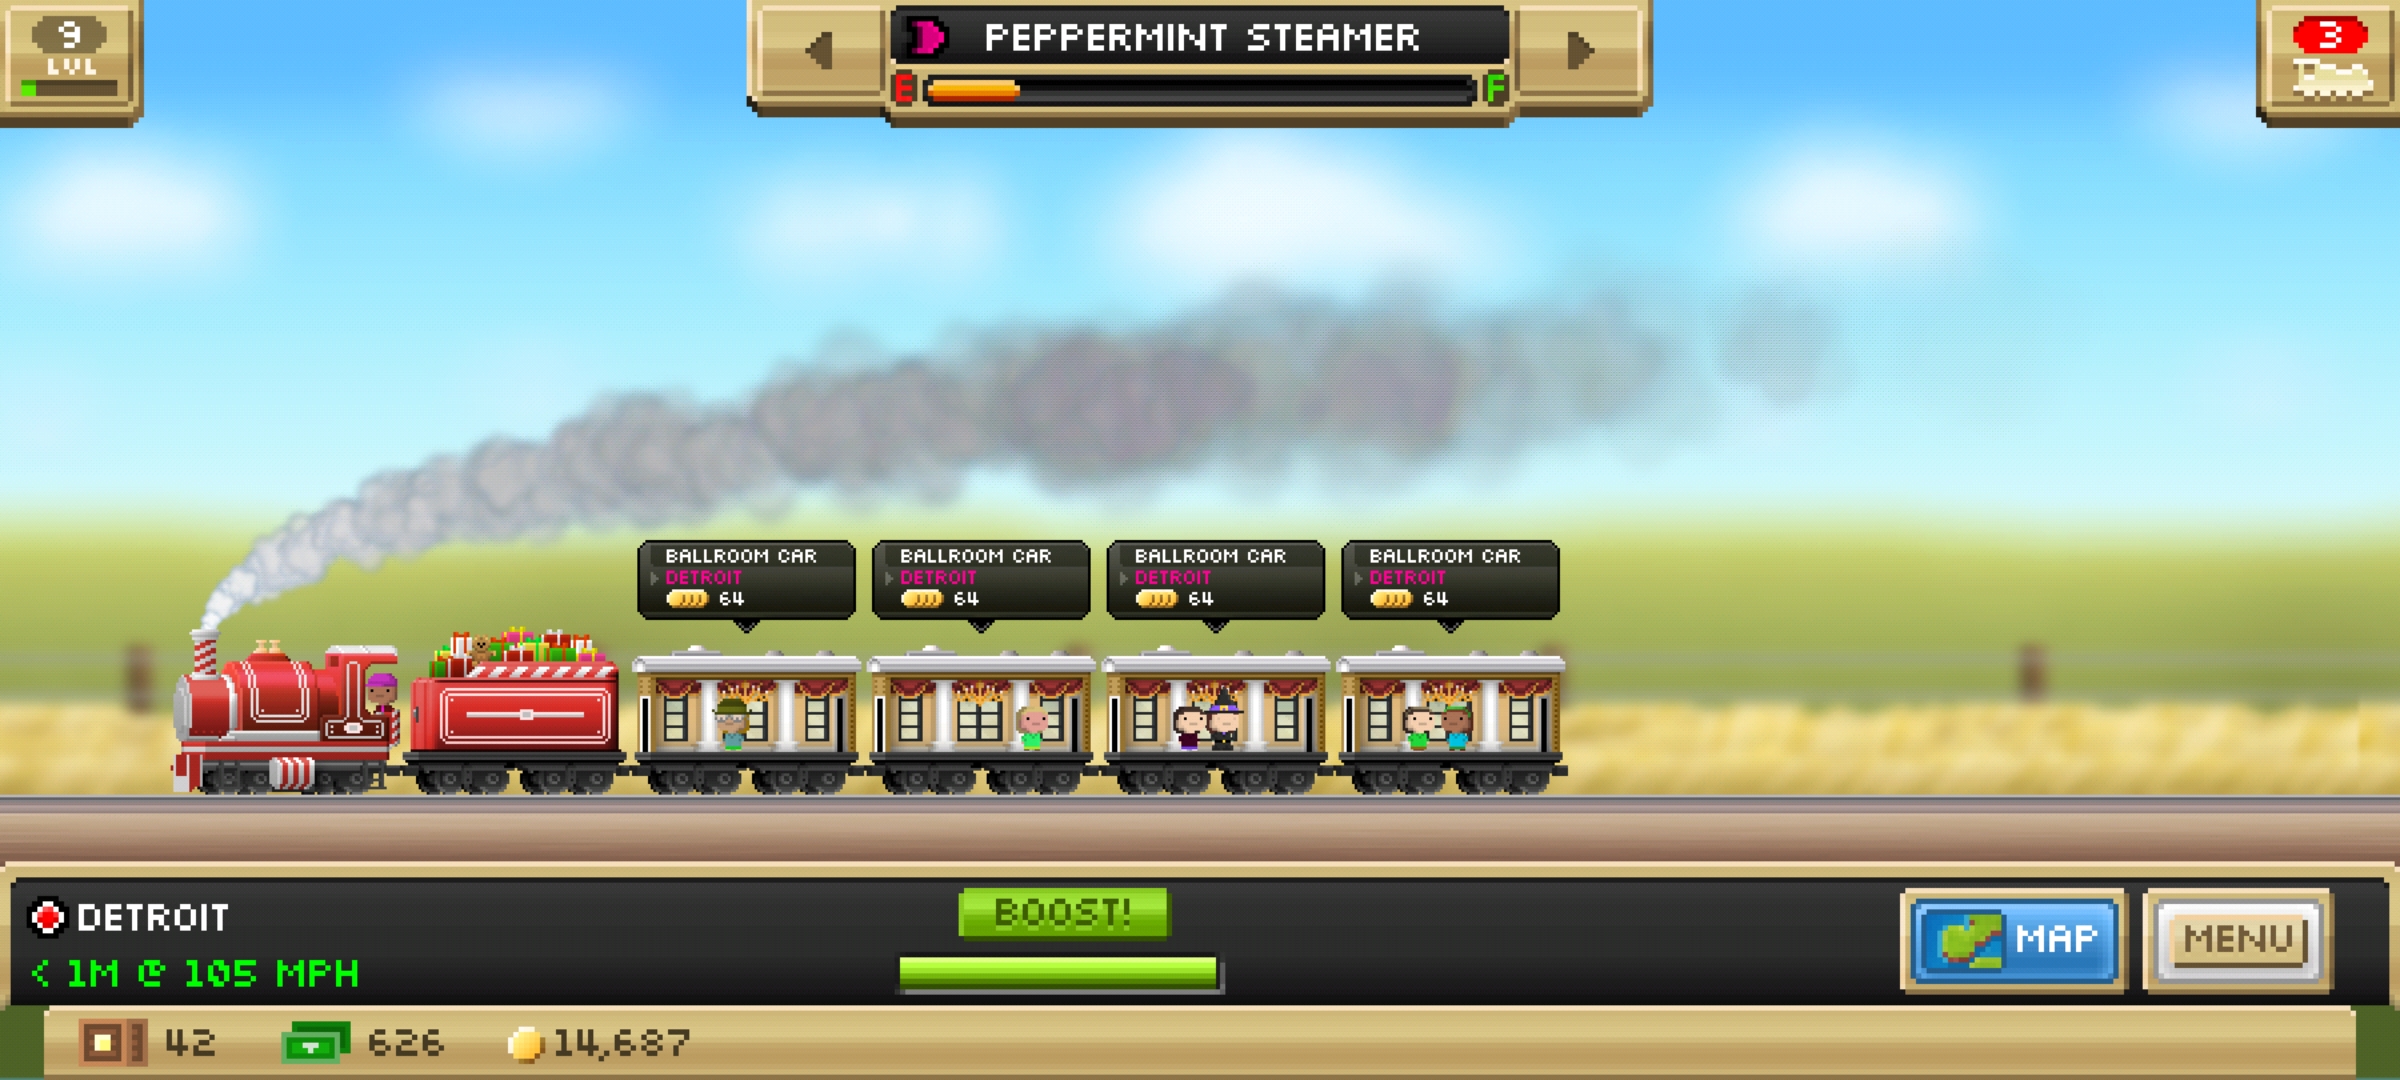 9
LVL
PEPPERMINT STEAMER
E F
3
BALLROOM CAR
DETROIT
64
BALLROOM CAR
DETROIT
64
BALLROOM CAR
DETROIT
64
BALLROOM CAR
DETROIT
64
DETROIT
< 1M @ 105 MPH
BOOST!
MAP
MENU
42
626
14,687